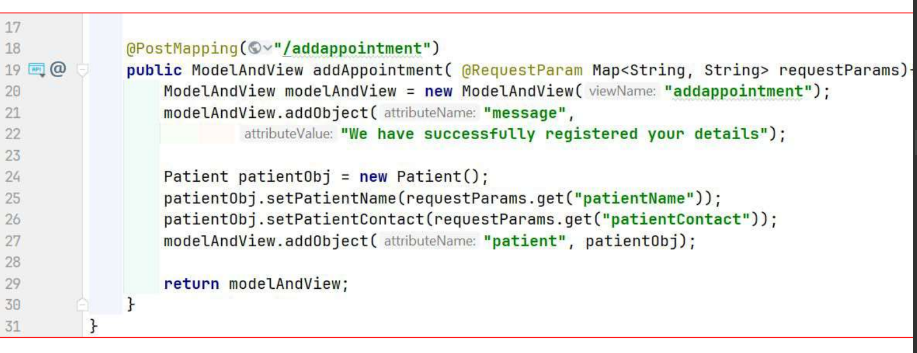 17
18 @PostMapping("/addappointment")
19 @ public ModelAndView addAppointment( @RequestParam Map<String, String> requestParams){
20 ModelAndView modelAndView = new ModelAndView( viewName: "addappointment");
21 modelAndView.addObject( attributeName: "message",
22 attributeValue: "We have successfully registered your details");
23
24 Patient patientObj = new Patient();
25 patientObj.setPatientName(requestParams.get("patientName"));
26 patientObj.setPatientContact(requestParams.get("patientContact"));
27 modelAndView.addObject( attributeName: "patient", patientObj);
28
29 return modelAndView;
30 }
31 }